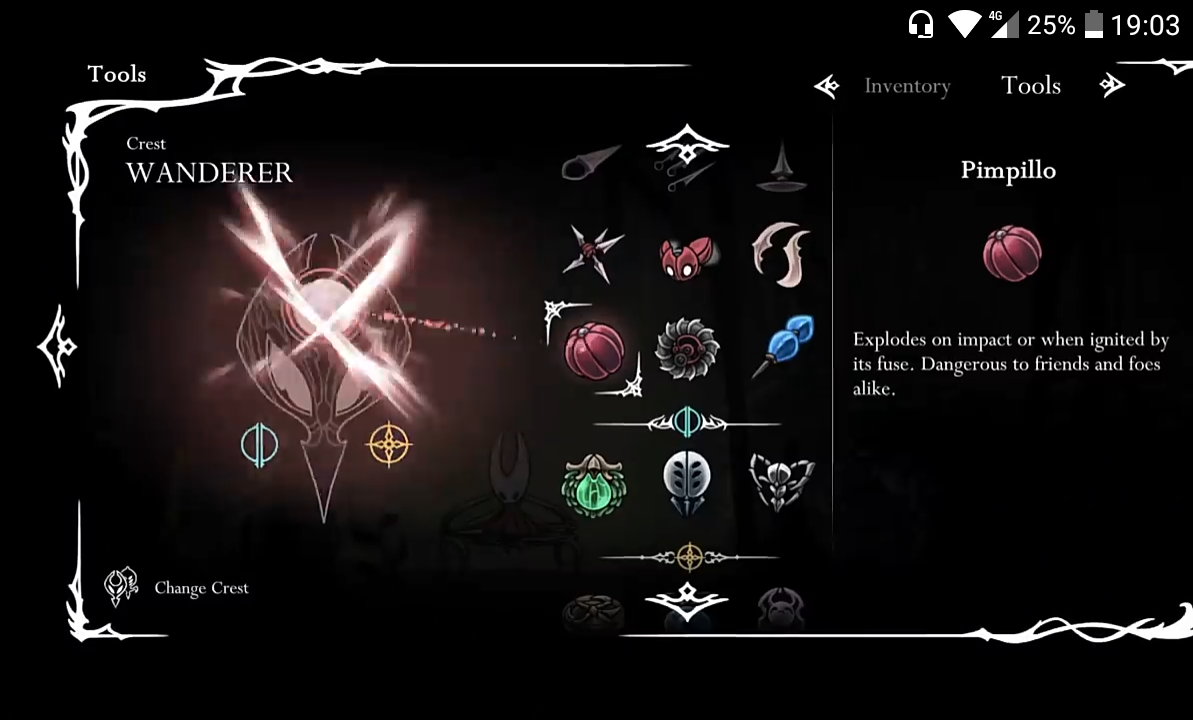 4G 25% 19:03
Tools
Inventory Tools
Crest
WANDERER
Pimpillo
Explodes on impact or when ignited by
its fuse. Dangerous to friends and foes
alike.
Change Crest